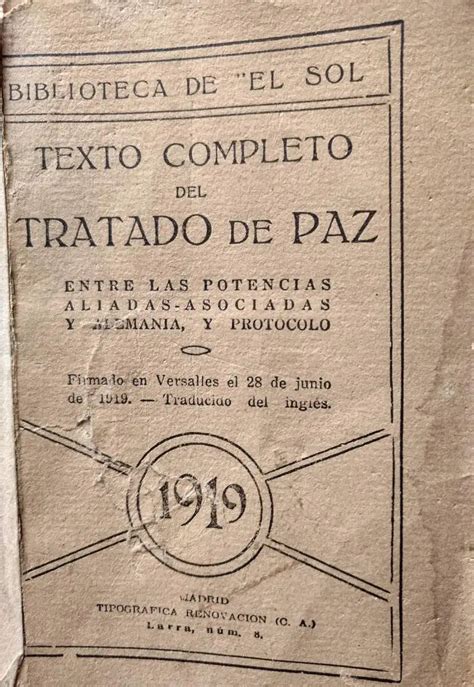 BIBLIOTECA DE "EL SOL
TEXTO COMPLETO
DEL
TRATADO DE PAZ
ENTRE LAS POTENCIAS
ALIADAS-ASOCIADAS
Y ALEMANIA, Y PROTOCOLO
Firmado en Versalles el 28 de junio
de 1919. — Traducido del inglés.
1919
MADRID
TIPOGRAFICA RENOVACION (C. A.)
Larra, núm. 8.